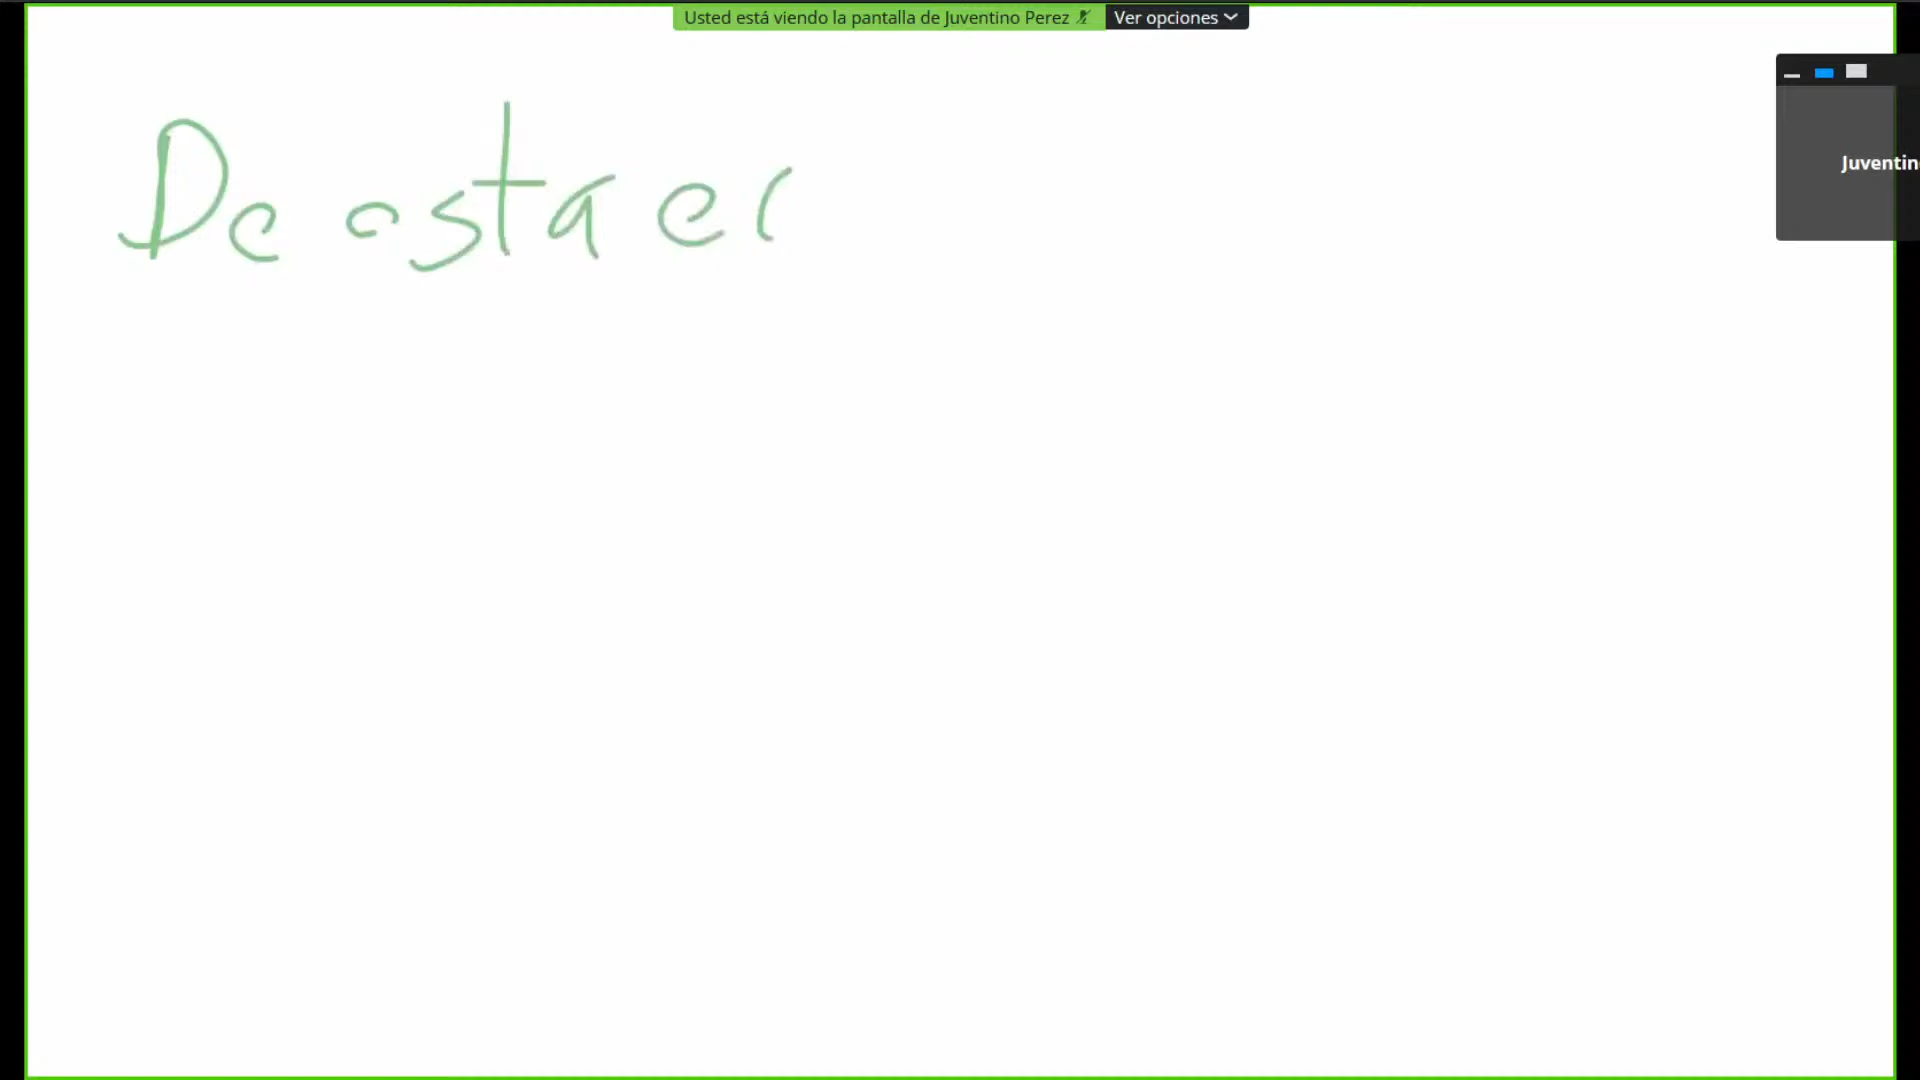 Usted está viendo la pantalla de Juventino Perez Ver opciones
Juventin
De esta e